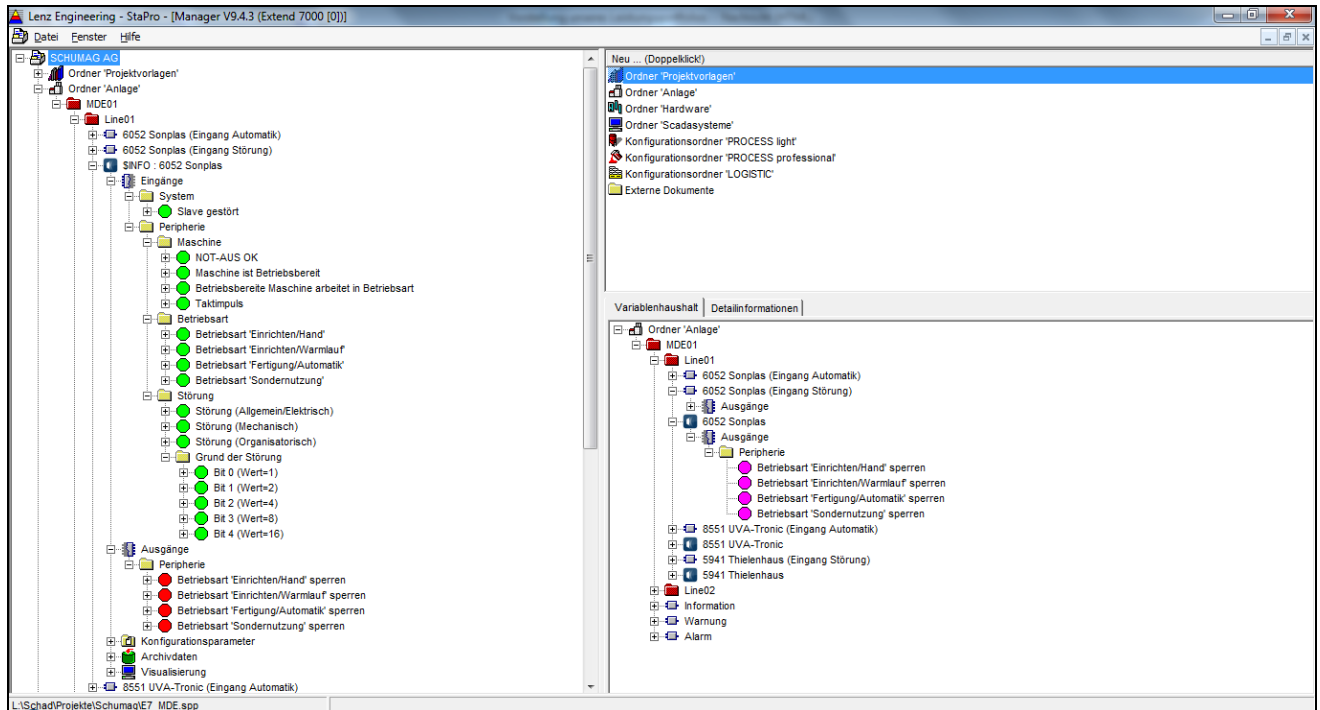 Lenz Engineering - StaPro - [Manager V9.4.3 (Extend 7000 [0])]
Datei Fenster Hilfe
SCHUMAG AG
Ordner 'Projektvorlagen'
Ordner 'Anlage'
MDE01
Line01
6052 Sonplas (Eingang Automatik)
6052 Sonplas (Eingang Störung)
$INFO : 6052 Sonplas
Eingänge
System
Slave gestört
Peripherie
Maschine
NOT-AUS OK
Maschine ist Betriebsbereit
Betriebsbereite Maschine arbeitet in Betriebsart
Taktimpuls
Betriebsart
Betriebsart 'Einrichten/Hand'
Betriebsart 'Einrichten/Warmlauf'
Betriebsart 'Fertigung/Automatik'
Betriebsart 'Sondernutzung'
Störung
Störung (Allgemein/Elektrisch)
Störung (Mechanisch)
Störung (Organisatorisch)
Grund der Störung
Bit 0 (Wert=1)
Bit 1 (Wert=2)
Bit 2 (Wert=4)
Bit 3 (Wert=8)
Bit 4 (Wert=16)
Ausgänge
Peripherie
Betriebsart 'Einrichten/Hand' sperren
Betriebsart 'Einrichten/Warmlauf' sperren
Betriebsart 'Fertigung/Automatik' sperren
Betriebsart 'Sondernutzung' sperren
Konfigurationsparameter
Archivdaten
Visualisierung
8551 UVA-Tronic (Eingang Automatik)
Neu ... (Doppelklick!)
Ordner 'Projektvorlagen'
Ordner 'Anlage'
Ordner 'Hardware'
Ordner 'Scadasysteme'
Konfigurationsordner 'PROCESS light'
Konfigurationsordner 'PROCESS professional'
Konfigurationsordner 'LOGISTIC'
Externe Dokumente
Variablenhaushalt Detailinformationen
Ordner 'Anlage'
MDE01
Line01
6052 Sonplas (Eingang Automatik)
6052 Sonplas (Eingang Störung)
Ausgänge
6052 Sonplas
Ausgänge
Peripherie
Betriebsart 'Einrichten/Hand' sperren
Betriebsart 'Einrichten/Warmlauf' sperren
Betriebsart 'Fertigung/Automatik' sperren
Betriebsart 'Sondernutzung' sperren
8551 UVA-Tronic (Eingang Automatik)
8551 UVA-Tronic
5941 Thielenhaus (Eingang Störung)
5941 Thielenhaus
Line02
Information
Warnung
Alarm
L:\Schad\Projekte\Schumag\E7_MDE.spp